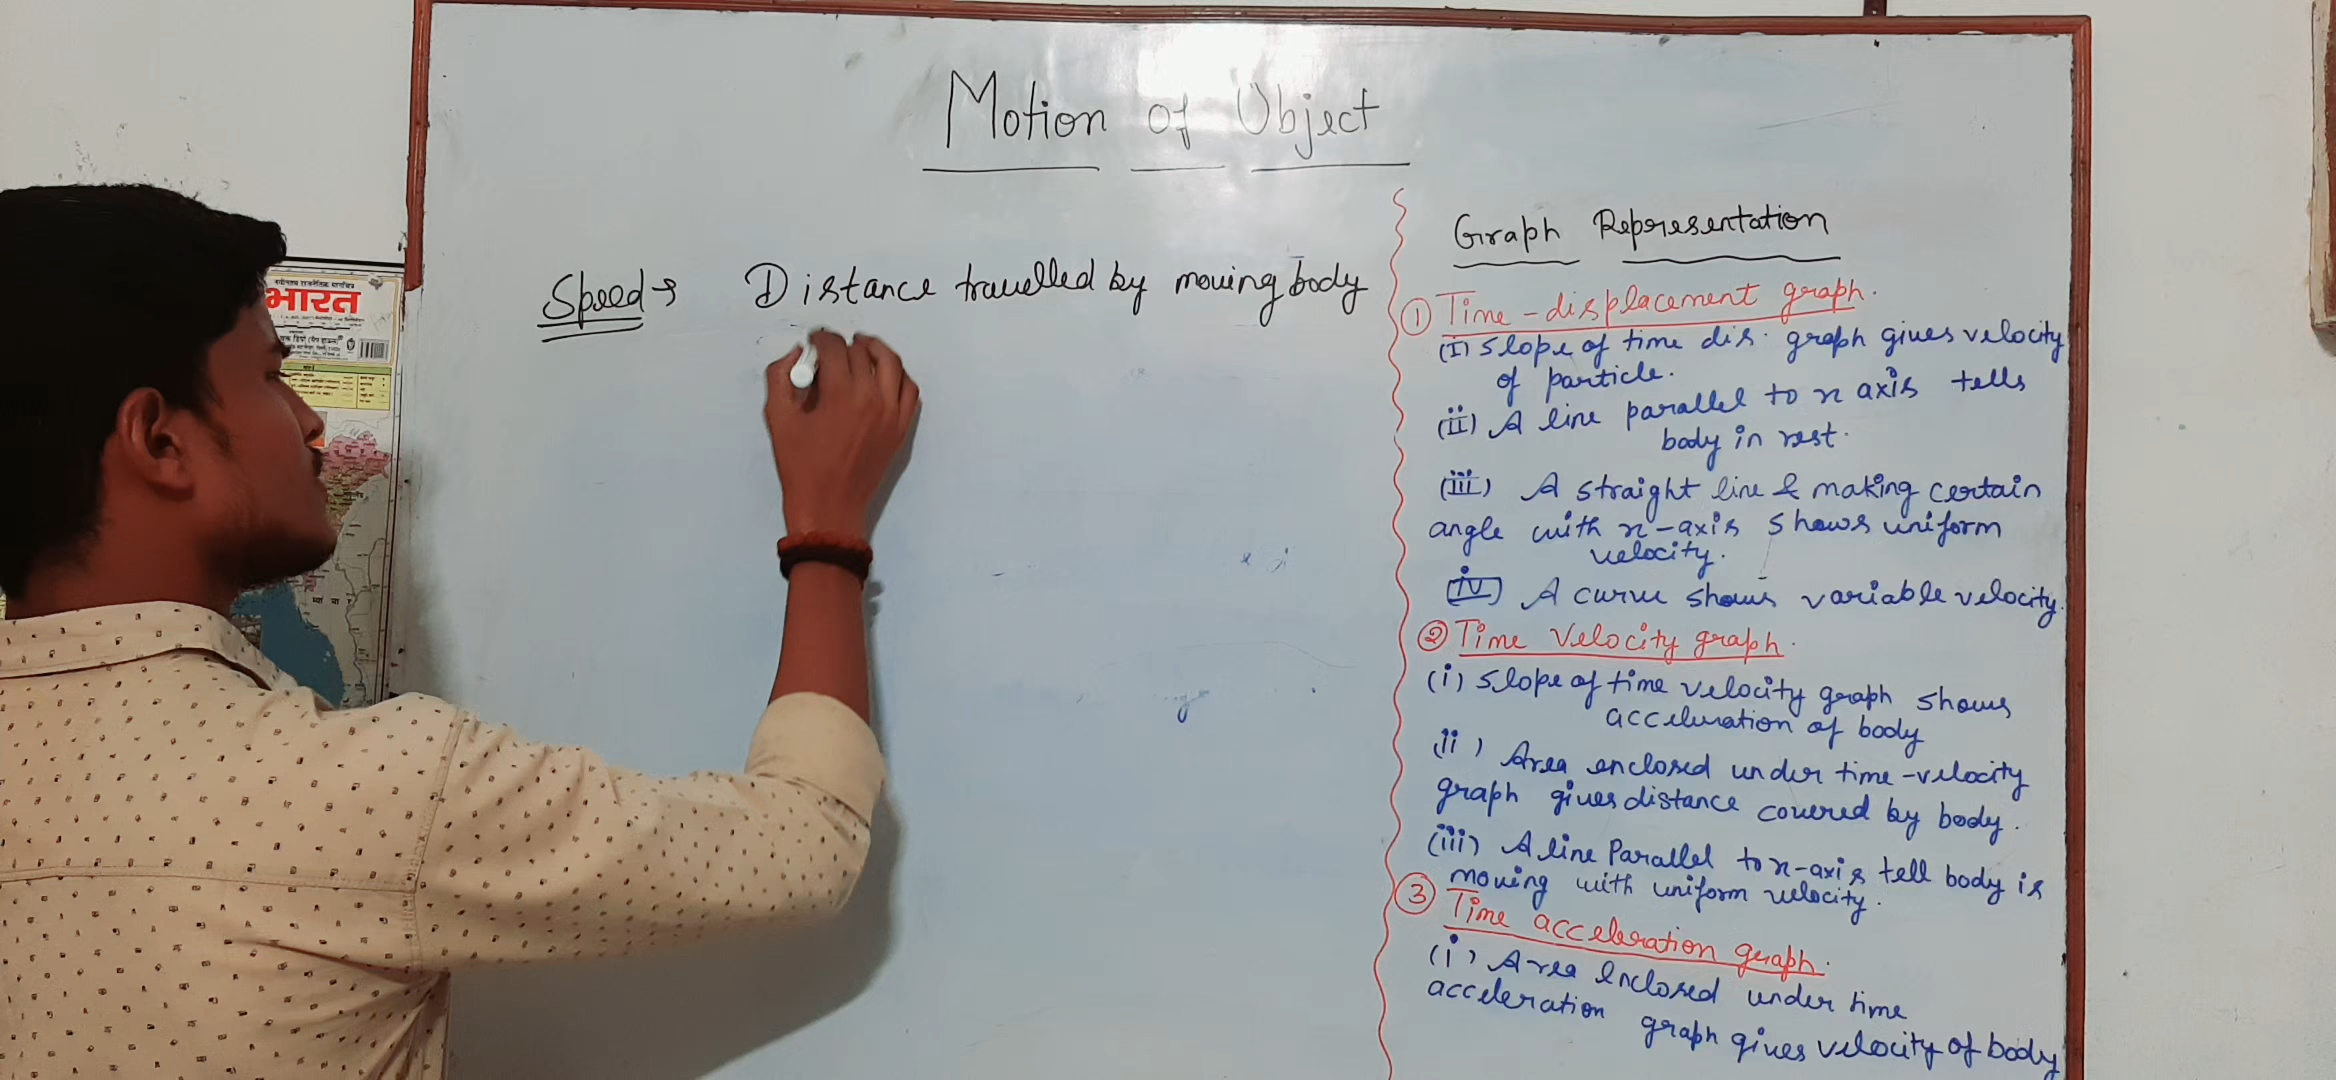 Motion of Object
Speed → Distance travelled by moving body
Graph Representation
① Time - displacement graph.
(I) slope of time dis. graph gives velocity
of particle.
(ii) A line parallel to x axis tells
body in rest.
(iii) A straight line & making certain
angle with x-axis shows uniform
velocity.
(iv) A curve shows variable velocity.
② Time Velocity graph.
(i) slope of time velocity graph shows
acceleration of body
(ii) Area enclosed under time-velocity
graph gives distance covered by body.
(iii) A line Parallel to x-axis tell body is
moving with uniform velocity.
③ Time acceleration graph.
(i) Area enclosed under time
acceleration graph gives velocity of body
भारत